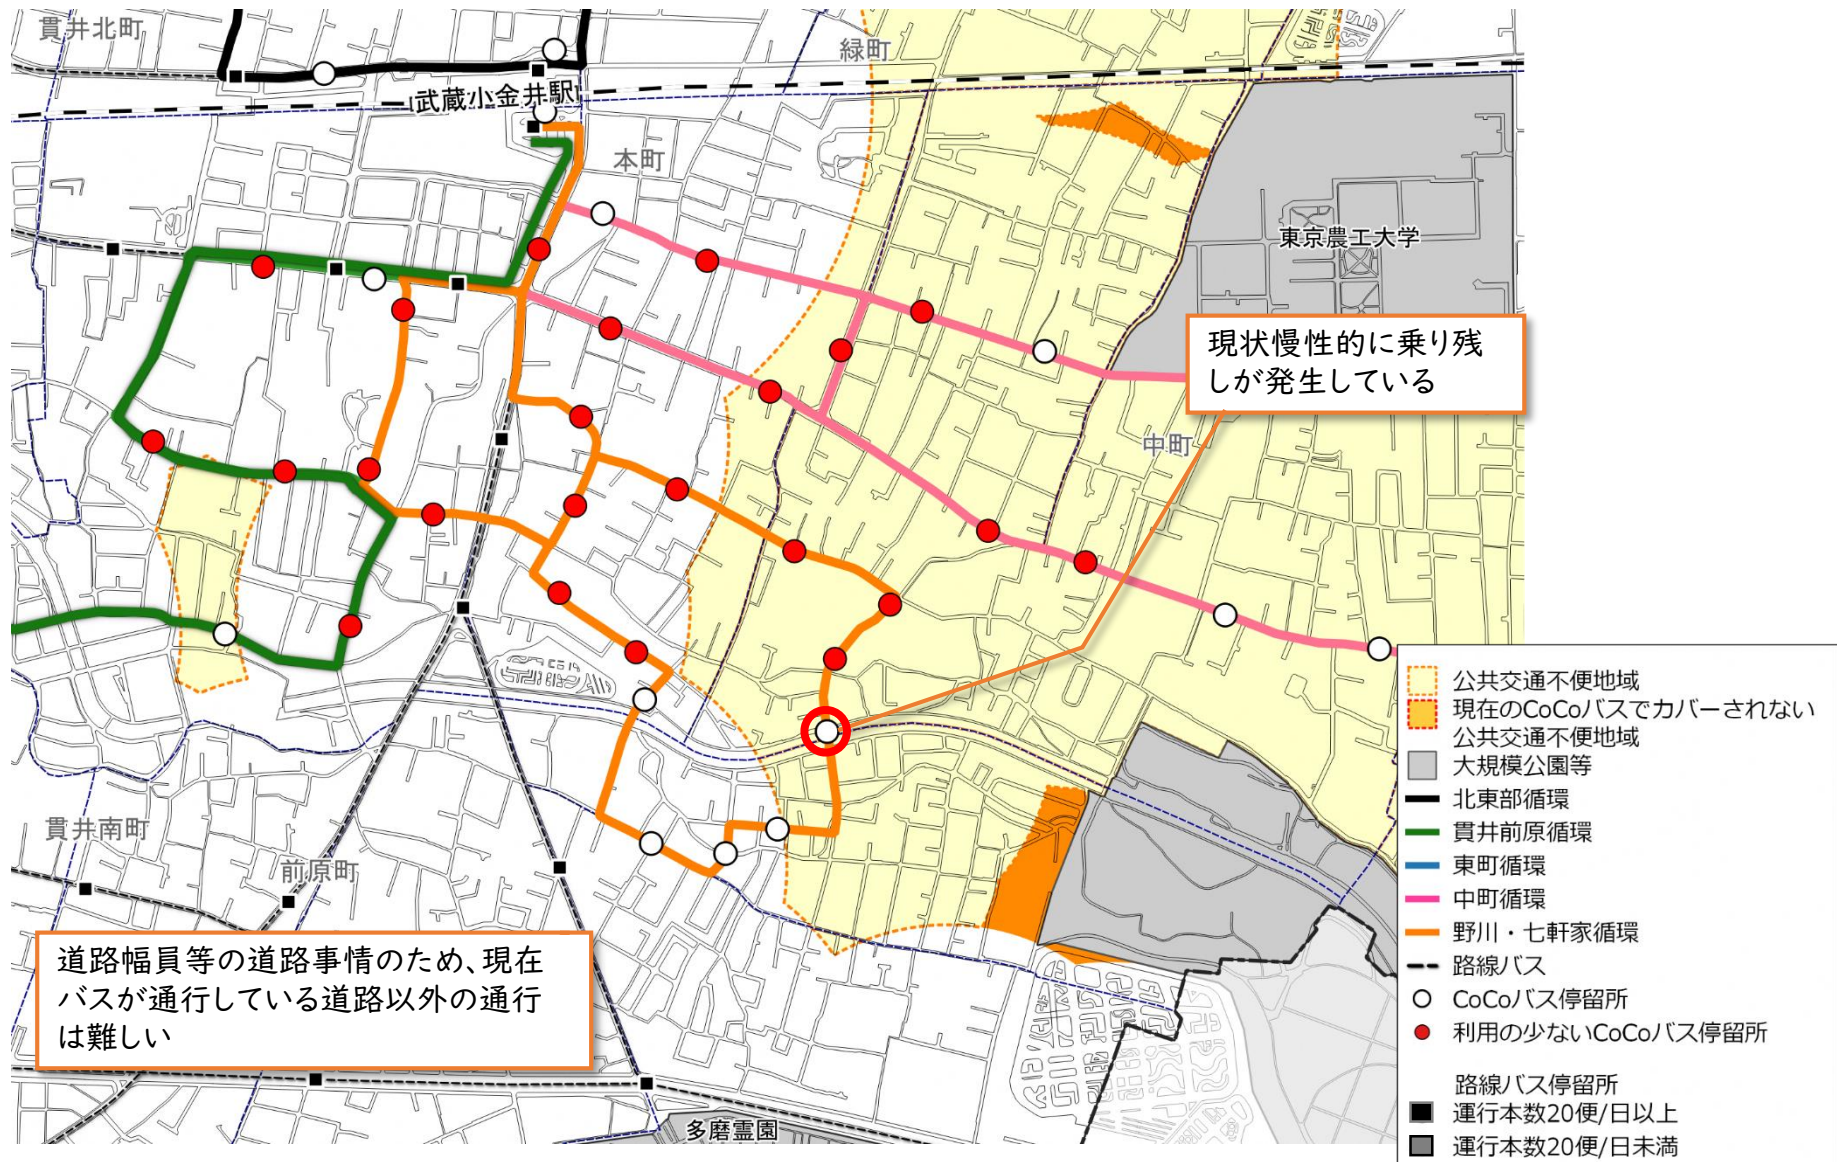 貫井北町
緑町
武蔵小金井駅
本町
東京農工大学
現状慢性的に乗り残
しが発生している
中町
貫井南町
前原町
道路幅員等の道路事情のため、現在
バスが通行している道路以外の通行
は難しい
多磨霊園
公共交通不便地域
現在のCoCoバスでカバーされない
公共交通不便地域
大規模公園等
北東部循環
貫井前原循環
東町循環
中町循環
野川・七軒家循環
路線バス
CoCoバス停留所
利用の少ないCoCoバス停留所
路線バス停留所
運行本数20便/日以上
運行本数20便/日未満